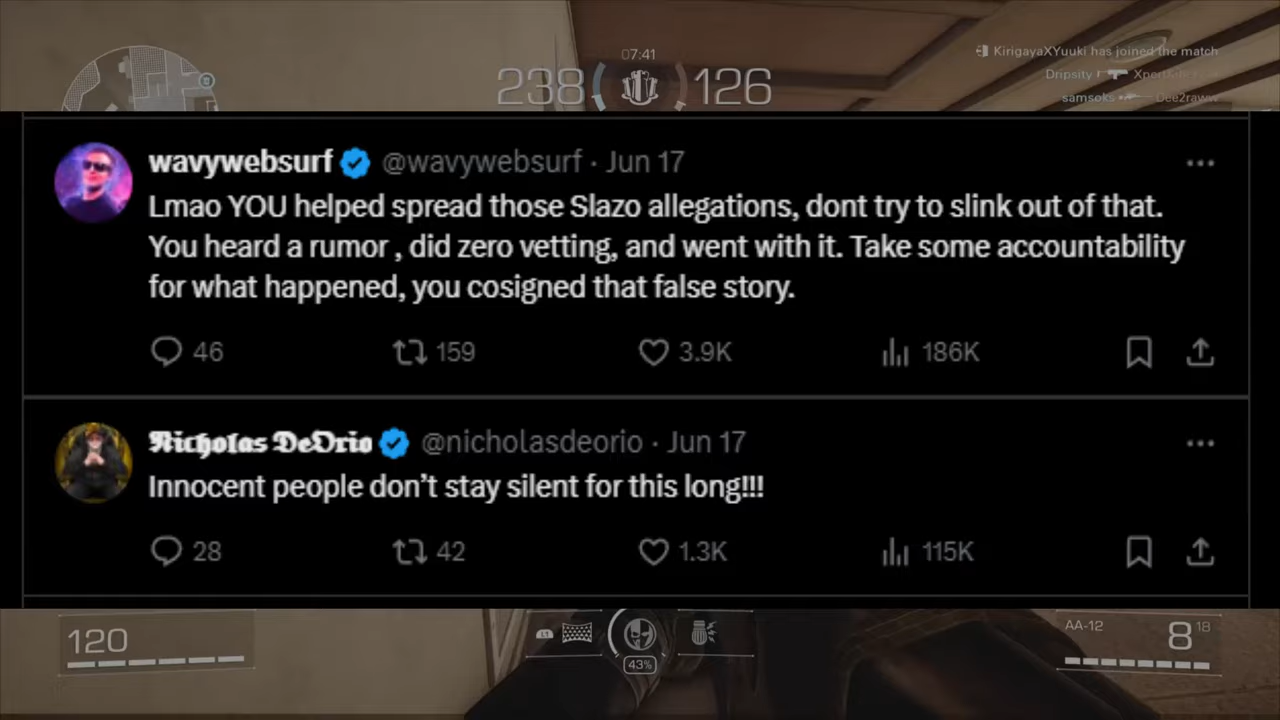 07:41
238 126
KirigayaXYuuki has joined the match
Dripsity
samsoks Dee2raww
wavywebsurf @wavywebsurf · Jun 17
Lmao YOU helped spread those Slazo allegations, dont try to slink out of that.
You heard a rumor , did zero vetting, and went with it. Take some accountability
for what happened, you cosigned that false story.
46 159 3.9K 186K
𝕹𝖎𝖈𝖍𝖔𝖑𝖆𝖘 𝕯𝖊𝕺𝖗𝖎𝖔 @nicholasdeorio · Jun 17
Innocent people don’t stay silent for this long!!!
28 42 1.3K 115K
120
L1
43%
AA-12
8 18